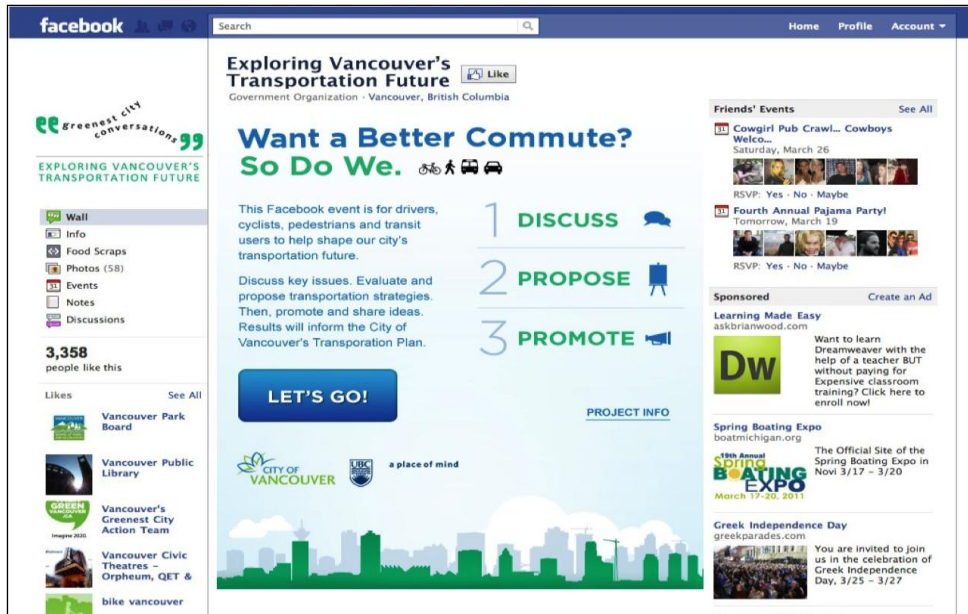 facebook
Search
Home Profile Account
Exploring Vancouver's
Transportation Future
Like
Government Organization · Vancouver, British Columbia
greenest city
conversations
EXPLORING VANCOUVER'S
TRANSPORTATION FUTURE
Wall
Info
Food Scraps
Photos (58)
Events
Notes
Discussions
3,358
people like this
Likes See All
Vancouver Park
Board
Vancouver Public
Library
GREEN
VANCOUVER
Imagine 2020.
Vancouver's
Greenest City
Action Team
Vancouver Civic
Theatres –
Orpheum, QET &
bike vancouver
Want a Better Commute?
So Do We.
This Facebook event is for drivers,
cyclists, pedestrians and transit
users to help shape our city's
transportation future.
Discuss key issues. Evaluate and
propose transportation strategies.
Then, promote and share ideas.
Results will inform the City of
Vancouver's Transporation Plan.
1 DISCUSS
2 PROPOSE
3 PROMOTE
LET'S GO!
PROJECT INFO
CITY OF
VANCOUVER
UBC
a place of mind
Friends' Events See All
31 Cowgirl Pub Crawl... Cowboys
Welco...
Saturday, March 26
RSVP: Yes · No · Maybe
31 Fourth Annual Pajama Party!
Tomorrow, March 19
RSVP: Yes · No · Maybe
Sponsored Create an Ad
Learning Made Easy
askbrianwood.com
Dw
Want to learn
Dreamweaver with the
help of a teacher BUT
without paying for
Expensive classroom
training? Click here to
enroll now!
Spring Boating Expo
boatmichigan.org
19th Annual
Spring
BOATING
EXPO
March 17-20, 2011
The Official Site of the
Spring Boating Expo in
Novi 3/17 – 3/20
Greek Independence Day
greekparades.com
You are invited to join
us in the celebration of
Greek Independence
Day, 3/25 – 3/27